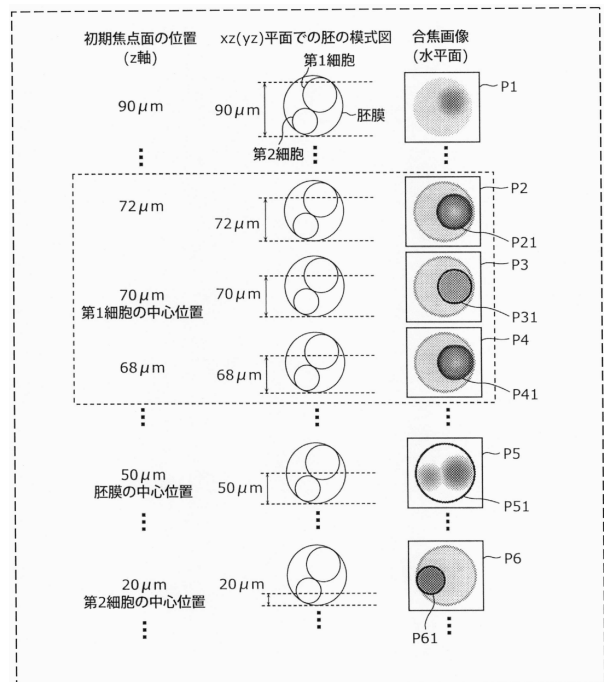 初期焦点面の位置
(z軸)
xz(yz)平面での胚の模式図
合焦画像
(水平面)
第1細胞
90μm
90μm
胚膜
第2細胞
P1
72μm
72μm
P2
P21
70μm
第1細胞の中心位置
70μm
P3
P31
68μm
68μm
P4
P41
50μm
胚膜の中心位置
50μm
P5
P51
20μm
第2細胞の中心位置
20μm
P6
P61